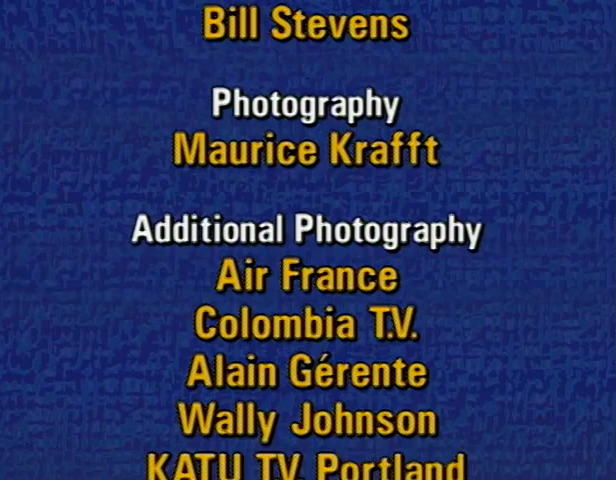 Bill Stevens
Photography
Maurice Krafft
Additional Photography
Air France
Colombia T.V.
Alain Gérente
Wally Johnson
KATU TV, Portland